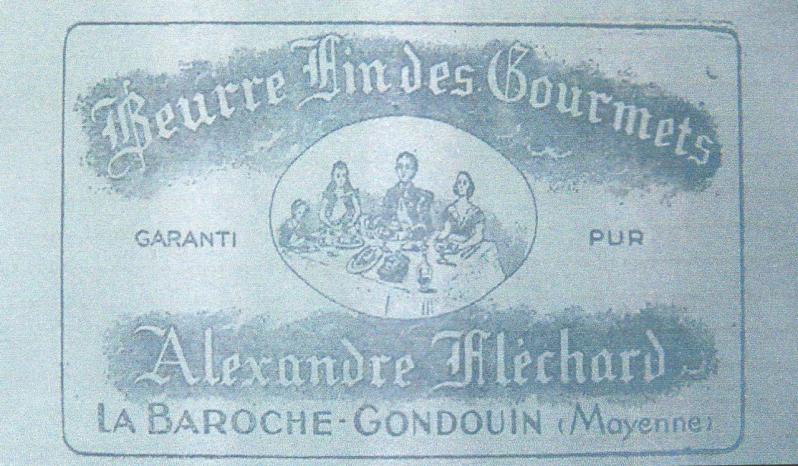 Beurre Fin des Gourmets
GARANTI PUR
Alexandre Fléchard
LA BAROCHE-GONDOUIN (Mayenne)